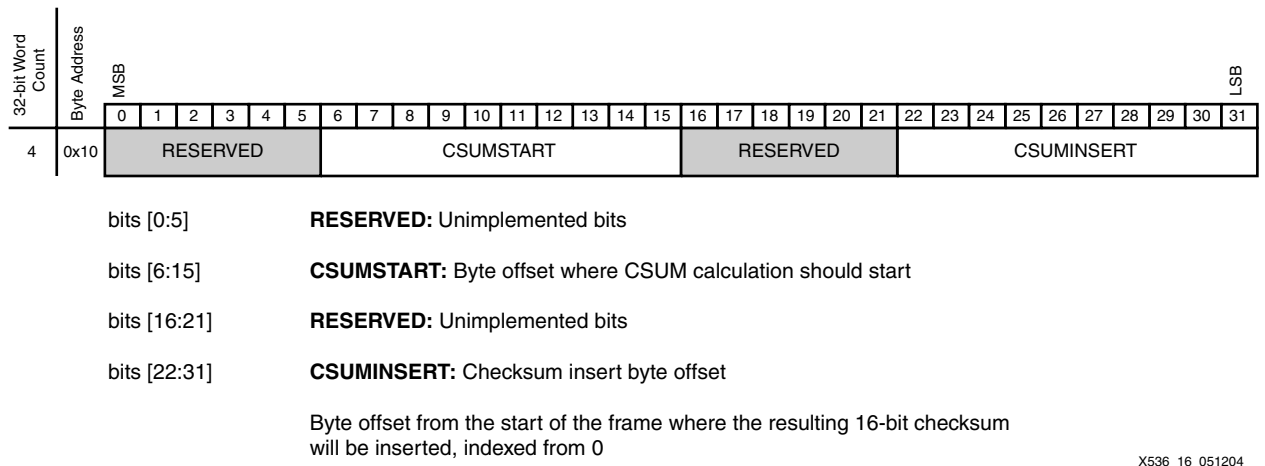 32-bit Word
Count
Byte Address
MSB
LSB
0 1 2 3 4 5 6 7 8 9 10 11 12 13 14 15 16 17 18 19 20 21 22 23 24 25 26 27 28 29 30 31
4 0x10 RESERVED CSUMSTART RESERVED CSUMINSERT
bits [0:5] RESERVED: Unimplemented bits
bits [6:15] CSUMSTART: Byte offset where CSUM calculation should start
bits [16:21] RESERVED: Unimplemented bits
bits [22:31] CSUMINSERT: Checksum insert byte offset
Byte offset from the start of the frame where the resulting 16-bit checksum
will be inserted, indexed from 0
X536_16_051204